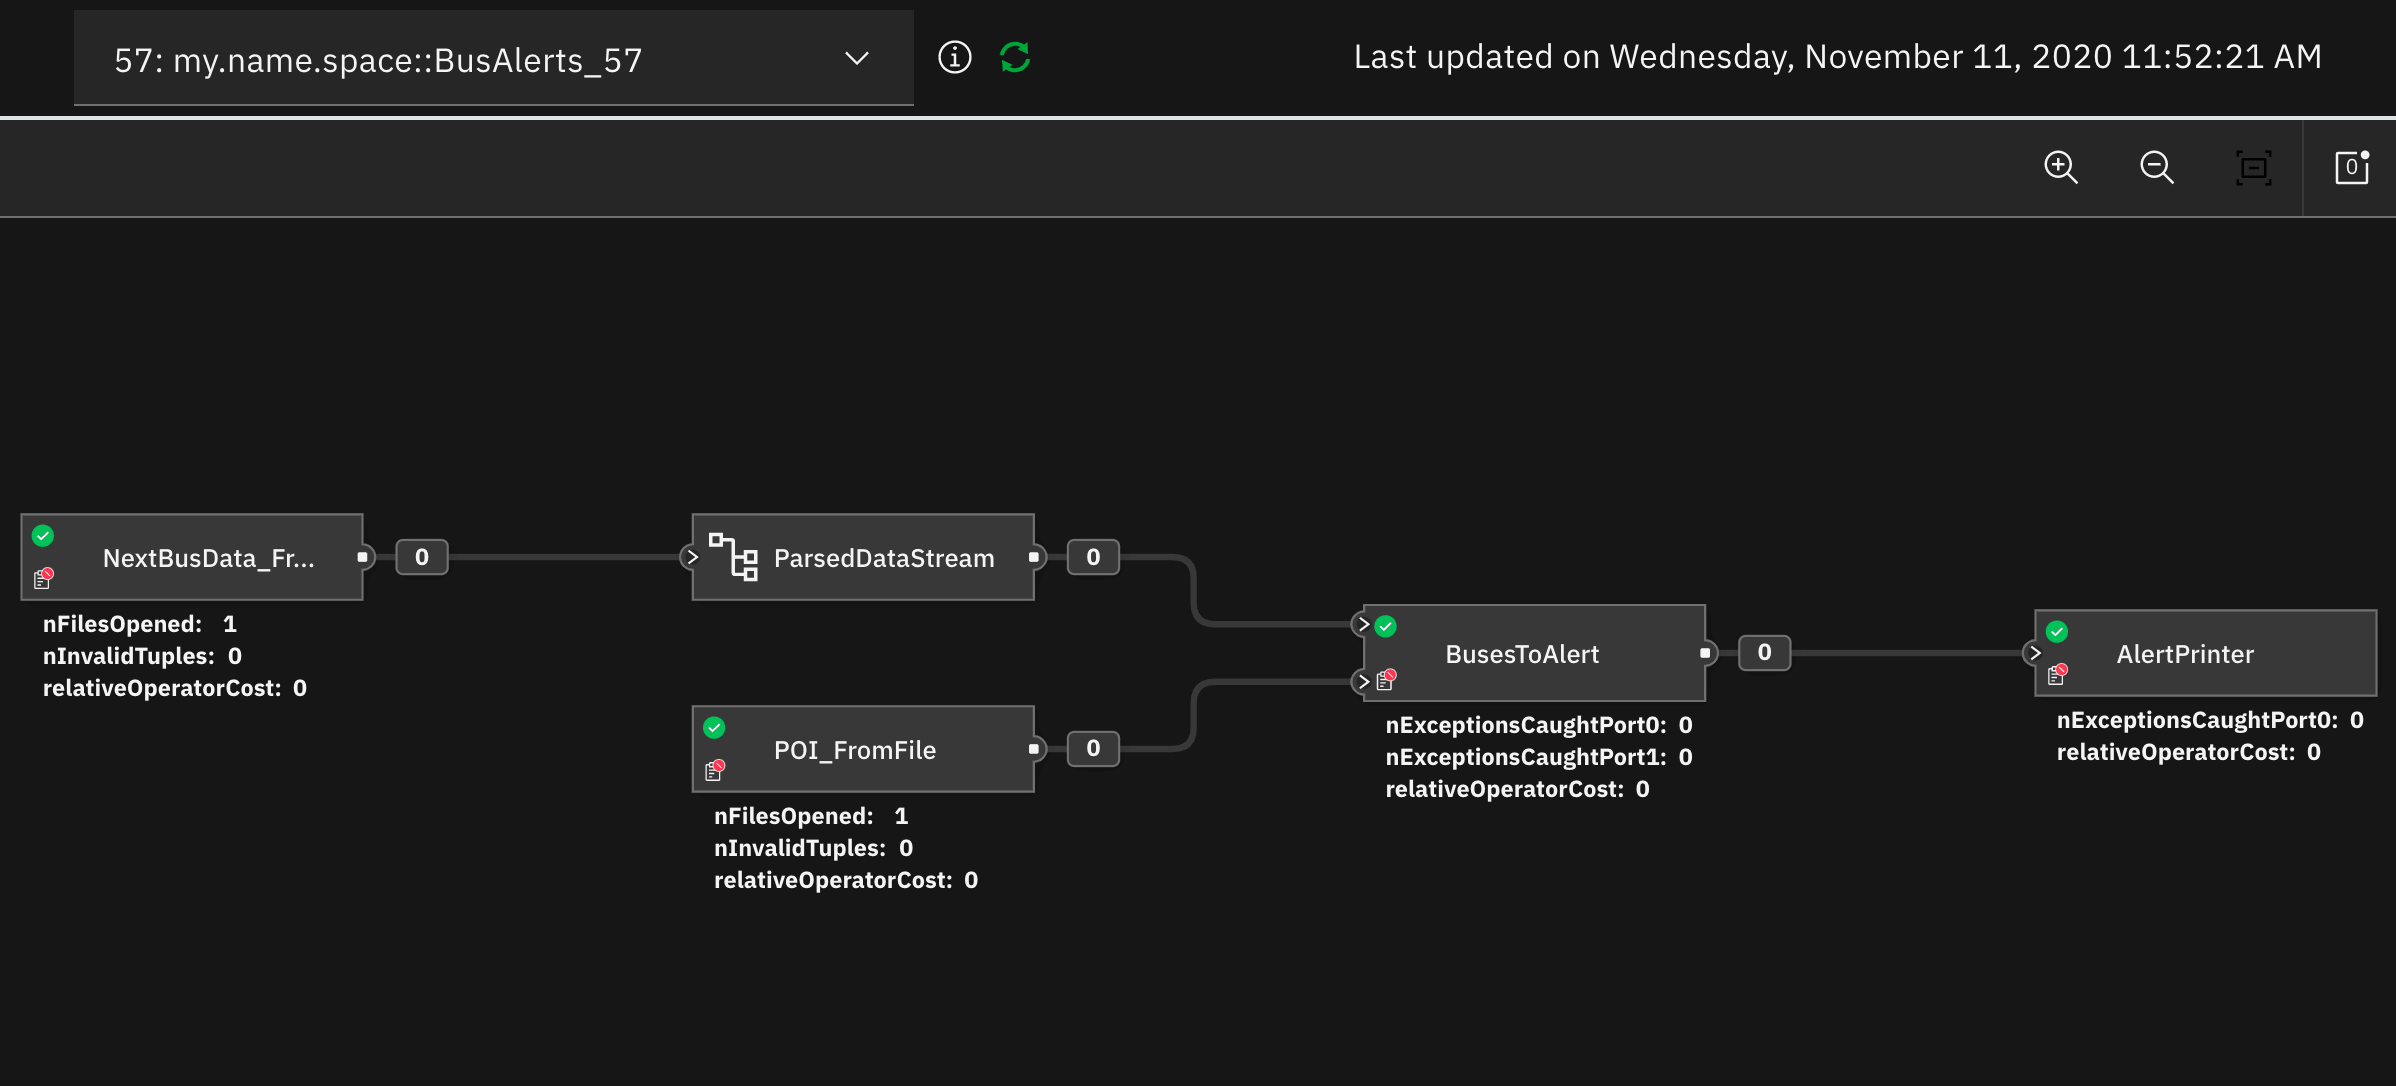 57: my.name.space::BusAlerts_57
Last updated on Wednesday, November 11, 2020 11:52:21 AM
0
NextBusData_Fr...
0
nFilesOpened: 1
nInvalidTuples: 0
relativeOperatorCost: 0
ParsedDataStream
0
POI_FromFile
0
nFilesOpened: 1
nInvalidTuples: 0
relativeOperatorCost: 0
BusesToAlert
0
nExceptionsCaughtPort0: 0
nExceptionsCaughtPort1: 0
relativeOperatorCost: 0
AlertPrinter
nExceptionsCaughtPort0: 0
relativeOperatorCost: 0